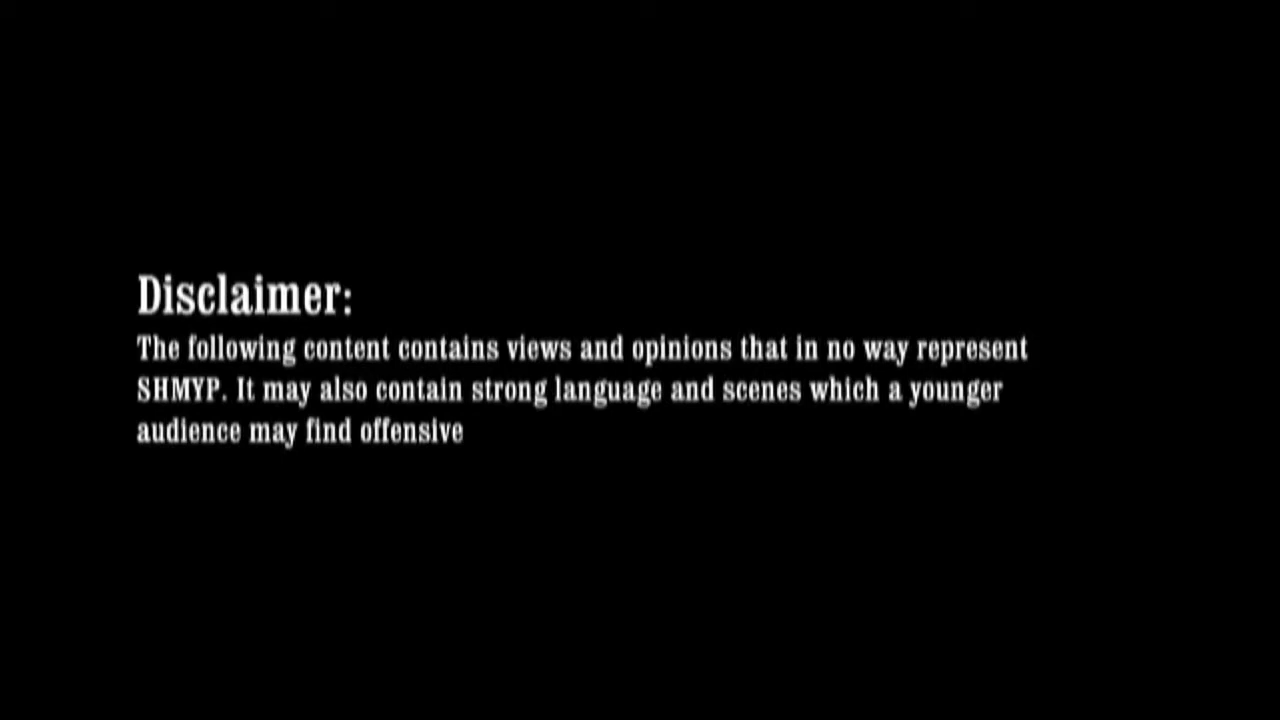 Disclaimer:
The following content contains views and opinions that in no way represent
SHMYP. It may also contain strong language and scenes which a younger
audience may find offensive